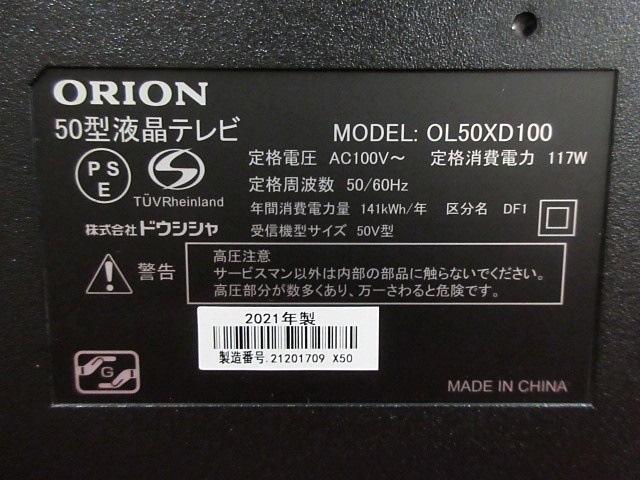 ORION
50型液晶テレビ
MODEL: OL50XD100
PSE
TÜVRheinland
定格電圧 AC100V～ 定格消費電力 117W
定格周波数 50/60Hz
年間消費電力量 141kWh/年 区分名 DF1
受信機型サイズ 50V型
株式会社ドウシシャ
警告
高圧注意
サービスマン以外は内部の部品に触らないでください。
高圧部分が数多くあり、万一さわると危険です。
2021年製
製造番号.21201709 X50
G
MADE IN CHINA